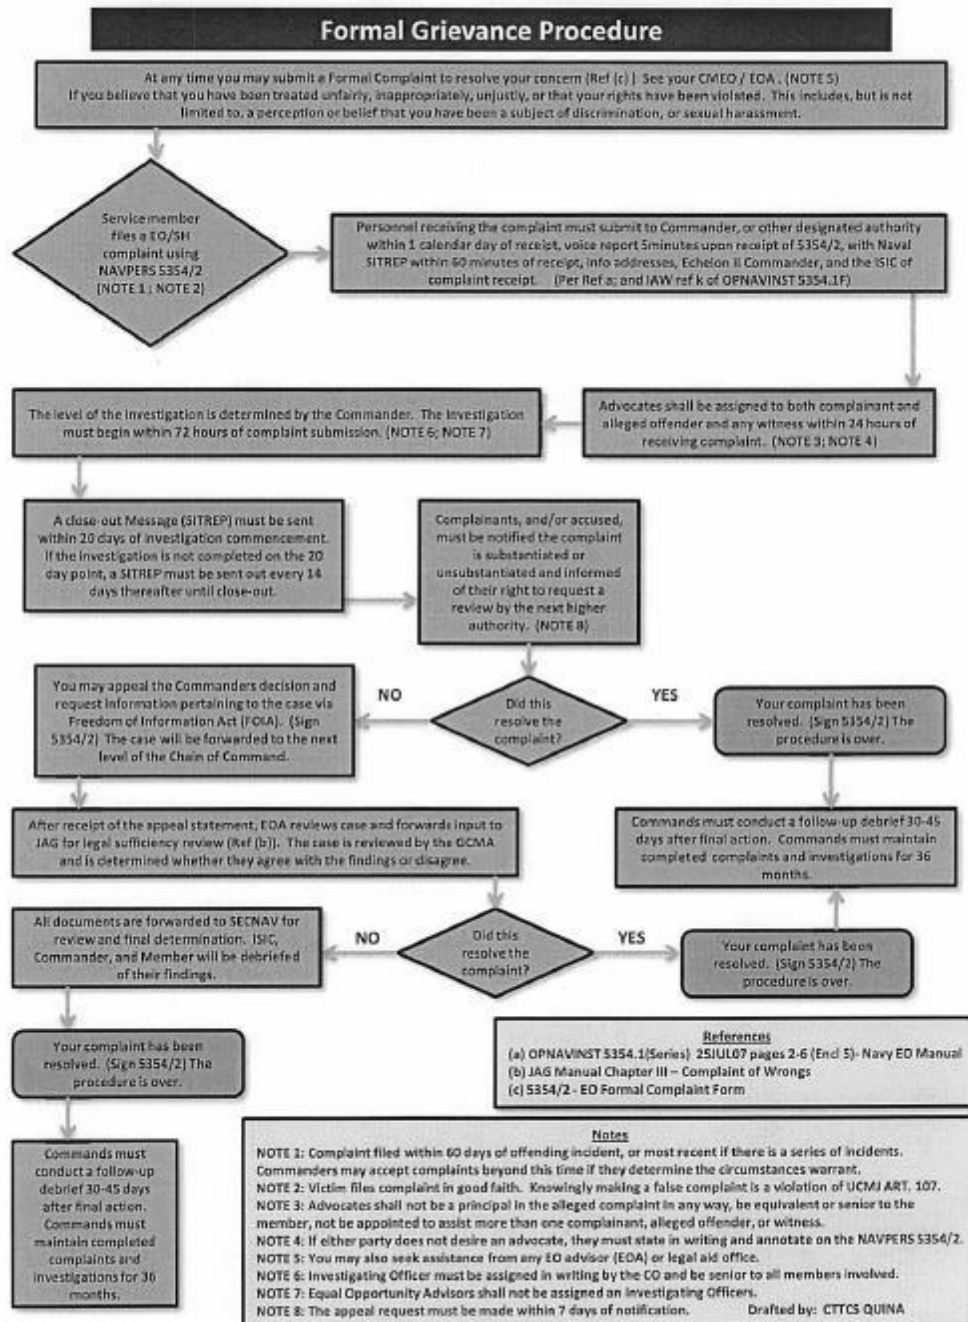 Formal Grievance Procedure
At any time you may submit a Formal Complaint to resolve your concern (Ref (c) ) See your CMEO / EOA . (NOTE 5)
If you believe that you have been treated unfairly, inappropriately, unjustly, or that your rights have been violated. This includes, but is not
limited to, a perception or belief that you have been a subject of discrimination, or sexual harassment.
Service member
files a EO/SH
complaint using
NAVPERS 5354/2
(NOTE 1 ; NOTE 2)
Personnel receiving the complaint must submit to Commander, or other designated authority
within 1 calendar day of receipt, voice report 5minutes upon receipt of 5354/2, with Naval
SITREP within 60 minutes of receipt, info addresses, Echelon II Commander, and the ISIC of
complaint receipt. (Per Ref a; and IAW ref k of OPNAVINST 5354.1F)
The level of the investigation is determined by the Commander. The Investigation
must begin within 72 hours of complaint submission. (NOTE 6; NOTE 7)
Advocates shall be assigned to both complainant and
alleged offender and any witness within 24 hours of
receiving complaint. (NOTE 3; NOTE 4)
A close-out Message (SITREP) must be sent
within 20 days of investigation commencement.
If the investigation is not completed on the 20
day point, a SITREP must be sent out every 14
days thereafter until close-out.
Complainants, and/or accused,
must be notified the complaint
is substantiated or
unsubstantiated and informed
of their right to request a
review by the next higher
authority. (NOTE 8)
You may appeal the Commanders decision and
request information pertaining to the case via
Freedom of Information Act (FOIA). (Sign
5354/2) The case will be forwarded to the next
level of the Chain of Command.
NO
Did this
resolve the
complaint?
YES
Your complaint has been
resolved. (Sign 5354/2) The
procedure is over.
After receipt of the appeal statement, EOA reviews case and forwards input to
JAG for legal sufficiency review (Ref (b)). The case is reviewed by the GCMA
and is determined whether they agree with the findings or disagree.
Commands must conduct a follow-up debrief 30-45
days after final action. Commands must maintain
completed complaints and investigations for 36
months.
All documents are forwarded to SECNAV for
review and final determination. ISIC,
Commander, and Member will be debriefed
of their findings.
NO
Did this
resolve the
complaint?
YES
Your complaint has been
resolved. (Sign 5354/2) The
procedure is over.
Your complaint has been
resolved. (Sign 5354/2) The
procedure is over.
Commands must
conduct a follow-up
debrief 30-45 days
after final action.
Commands must
maintain completed
complaints and
investigations for 36
months.
References
(a) OPNAVINST 5354.1(Series) 25JUL07 pages 2-6 (Encl 5)- Navy EO Manual
(b) JAG Manual Chapter III – Complaint of Wrongs
(c) 5354/2 - EO Formal Complaint Form
Notes
NOTE 1: Complaint filed within 60 days of offending incident, or most recent if there is a series of incidents.
Commanders may accept complaints beyond this time if they determine the circumstances warrant.
NOTE 2: Victim files complaint in good faith. Knowingly making a false complaint is a violation of UCMJ ART. 107.
NOTE 3: Advocates shall not be a principal in the alleged complaint in any way, be equivalent or senior to the
member, not be appointed to assist more than one complainant, alleged offender, or witness.
NOTE 4: If either party does not desire an advocate, they must state in writing and annotate on the NAVPERS 5354/2.
NOTE 5: You may also seek assistance from any EO advisor (EOA) or legal aid office.
NOTE 6: Investigating Officer must be assigned in writing by the CO and be senior to all members involved.
NOTE 7: Equal Opportunity Advisors shall not be assigned an Investigating Officers.
NOTE 8: The appeal request must be made within 7 days of notification. Drafted by: CTTCS QUINA